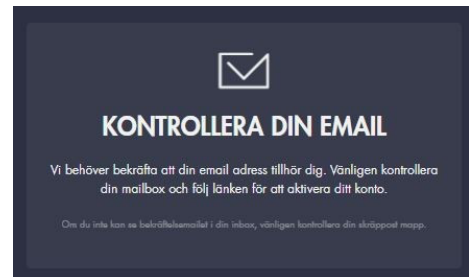 KONTROLLERA DIN EMAIL
Vi behöver bekräfta att din email adress tillhör dig. Vänligen kontrollera
din mailbox och följ länken för att aktivera ditt konto.
Om du inte kan se bekräftelsemailet i din inbox, vänligen kontrollera din skräppost mapp.